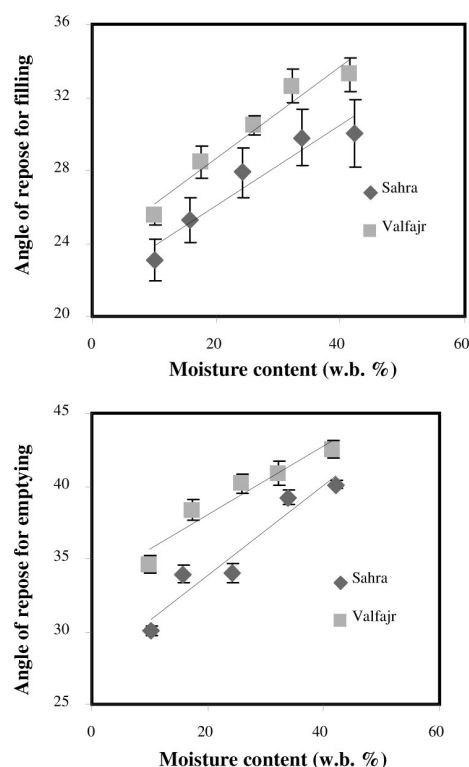 36
32
28
24
20
Angle of repose for filling
Sahra
Valfajr
0
20
40
60
Moisture content (w.b. %)
45
40
35
30
25
Angle of repose for emptying
Sahra
Valfajr
0
20
40
60
Moisture content (w.b. %)